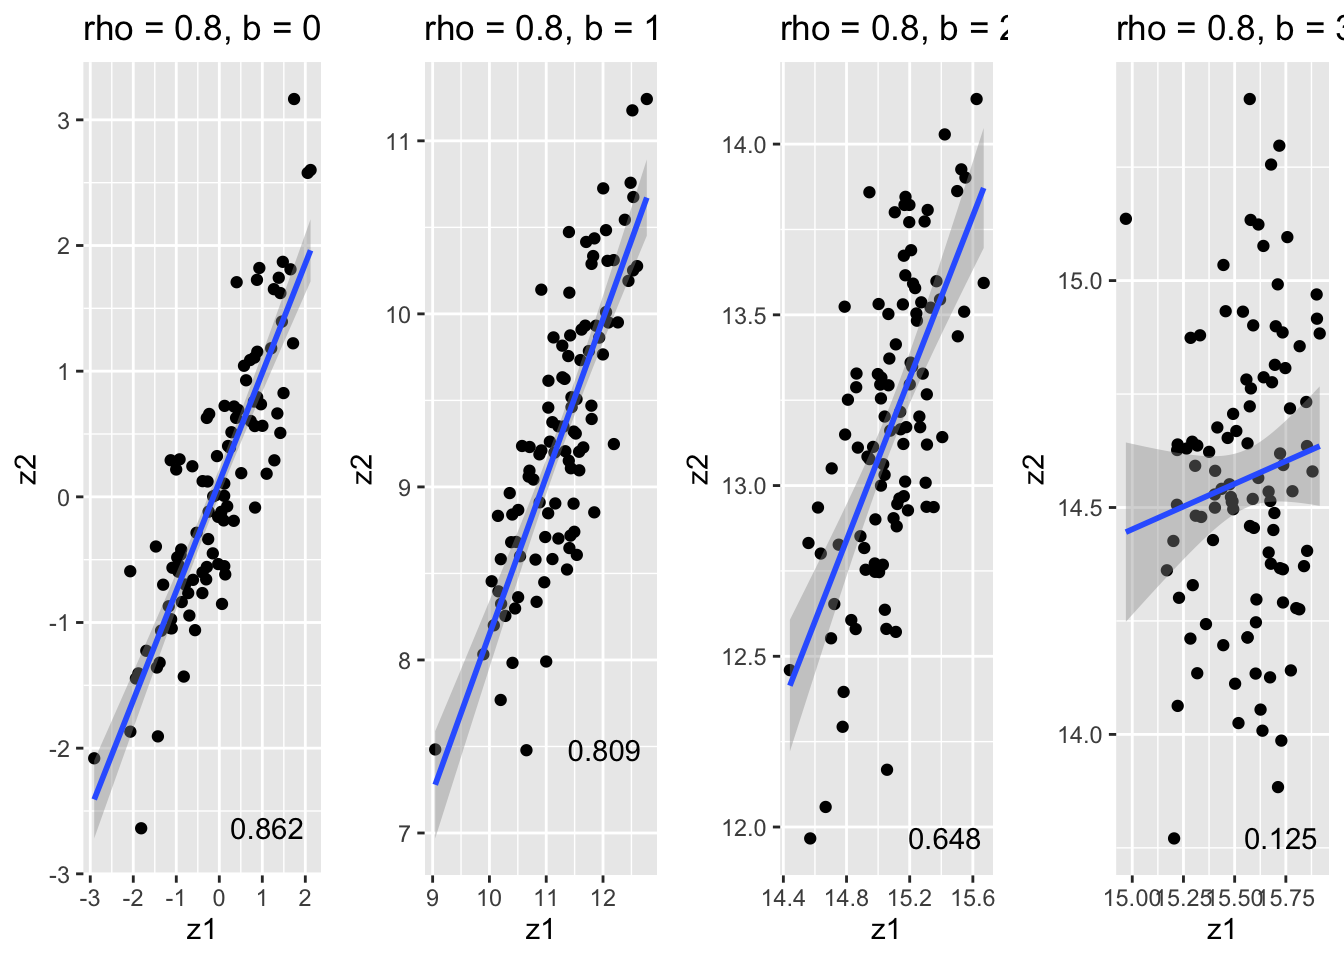 rho = 0.8, b = 0
z2
3
2
1
0
-1
-2
-3
0.862
-3 -2 -1 0 1 2
z1
rho = 0.8, b = 1
z2
11
10
9
8
7
0.809
9 10 11 12
z1
rho = 0.8, b = 2
z2
14.0
13.5
13.0
12.5
12.0
0.648
14.4 14.8 15.2 15.6
z1
rho = 0.8, b = 3
z2
15.0
14.5
14.0
0.125
15.00 15.25 15.50 15.75
z1